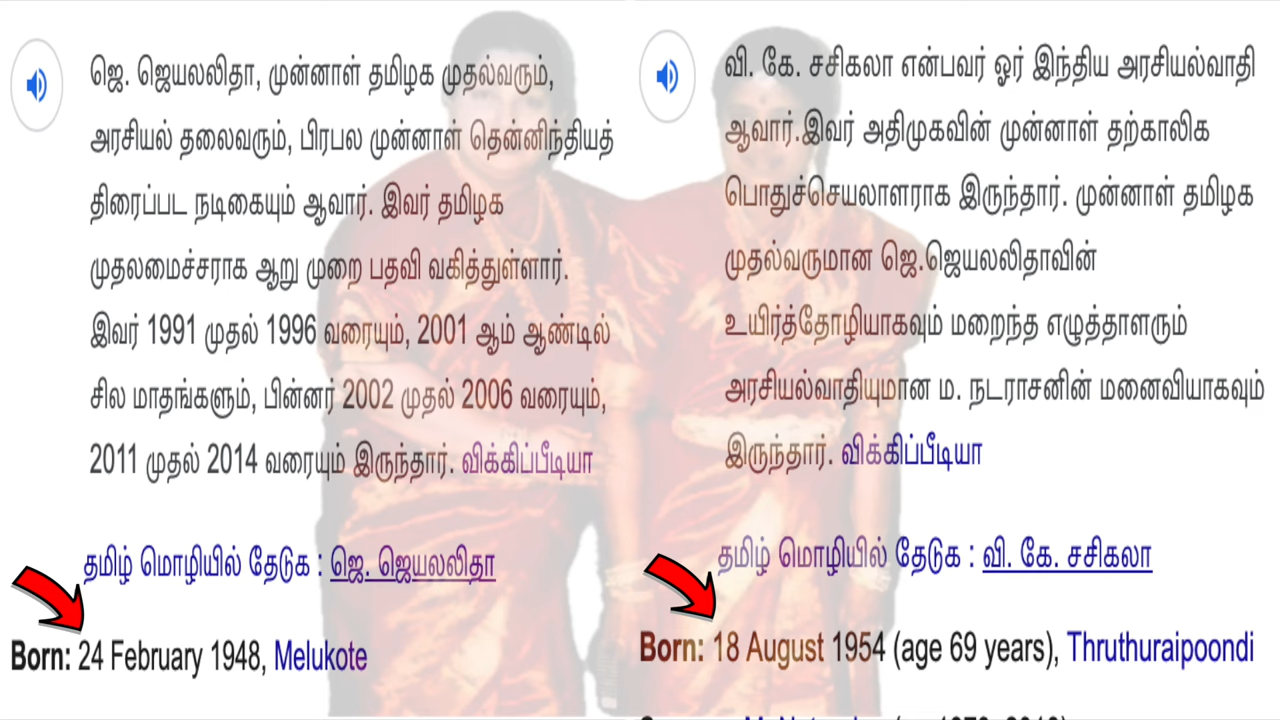 ஜெ. ஜெயலலிதா, முன்னாள் தமிழக முதல்வரும்,
அரசியல் தலைவரும், பிரபல முன்னாள் தென்னிந்தியத்
திரைப்பட நடிகையும் ஆவார். இவர் தமிழக
முதலமைச்சராக ஆறு முறை பதவி வகித்துள்ளார்.
இவர் 1991 முதல் 1996 வரையும், 2001 ஆம் ஆண்டில்
சில மாதங்களும், பின்னர் 2002 முதல் 2006 வரையும்,
2011 முதல் 2014 வரையும் இருந்தார். விக்கிப்பீடியா
தமிழ் மொழியில் தேடுக : ஜெ. ஜெயலலிதா
Born: 24 February 1948, Melukote
வி. கே. சசிகலா என்பவர் ஓர் இந்திய அரசியல்வாதி
ஆவார்.இவர் அதிமுகவின் முன்னாள் தற்காலிக
பொதுச்செயலாளராக இருந்தார். முன்னாள் தமிழக
முதல்வருமான ஜெ.ஜெயலலிதாவின்
உயிர்த்தோழியாகவும் மறைந்த எழுத்தாளரும்
அரசியல்வாதியுமான ம. நடராசனின் மனைவியாகவும்
இருந்தார். விக்கிப்பீடியா
தமிழ் மொழியில் தேடுக : வி. கே. சசிகலா
Born: 18 August 1954 (age 69 years), Thruthuraipoondi